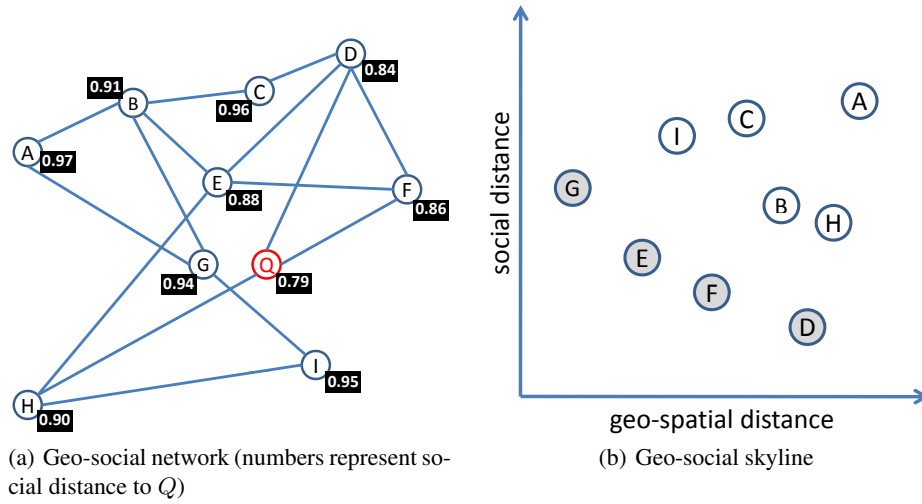 D
0.84
0.91
B
C
0.96
A
0.97
E
0.88
F
0.86
G
0.94
Q
0.79
I
0.95
H
0.90
(a) Geo-social network (numbers represent so-
cial distance to Q)
social distance
A
C
I
G
B
H
E
F
D
geo-spatial distance
(b) Geo-social skyline